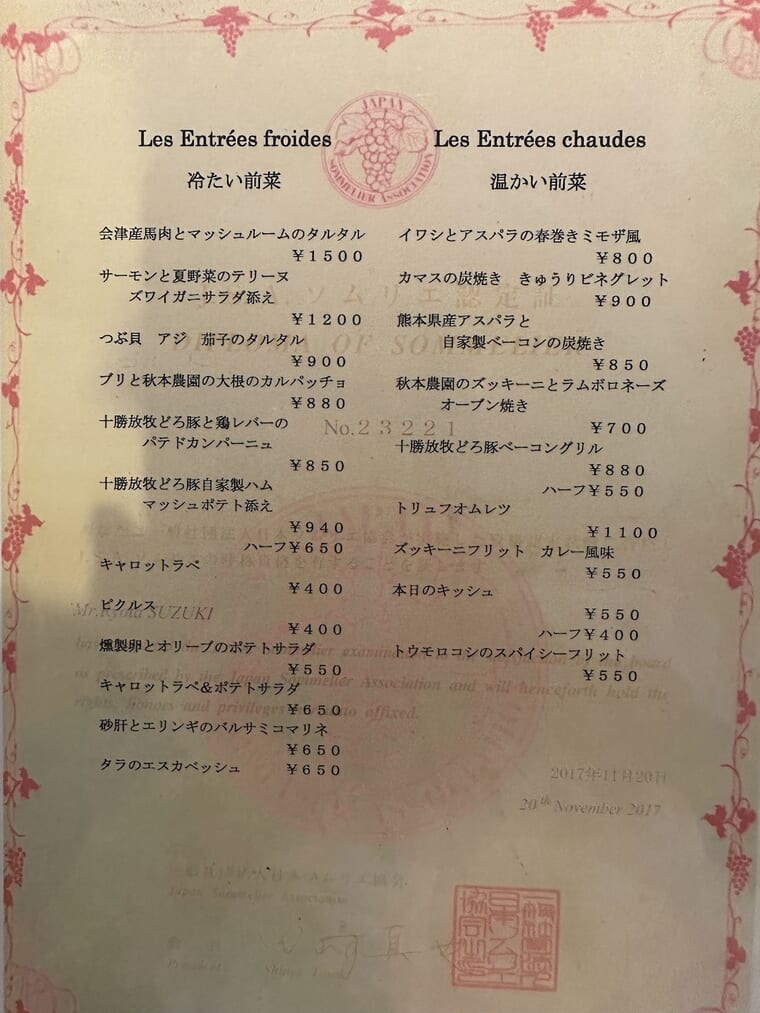 JAPAN
SOMMELIER ASSOCIATION
Les Entrées froides
冷たい前菜
会津産馬肉とマッシュルームのタルタル
￥1500
サーモンと夏野菜のテリーヌ
ズワイガニサラダ添え
￥1200
つぶ貝　アジ　茄子のタルタル
￥900
ブリと秋本農園の大根のカルパッチョ
￥880
十勝放牧どろ豚と鶏レバーの
パテドカンパーニュ
￥850
十勝放牧どろ豚自家製ハム
マッシュポテト添え
￥940
ハーフ￥650
キャロットラペ
￥400
ピクルス
￥400
燻製卵とオリーブのポテトサラダ
￥550
キャロットラペ&ポテトサラダ
￥650
砂肝とエリンギのバルサミコマリネ
￥650
タラのエスカベッシュ　￥650
Les Entrées chaudes
温かい前菜
イワシとアスパラの春巻きミモザ風
￥800
カマスの炭焼き　きゅうりビネグレット
￥900
熊本県産アスパラと
自家製ベーコンの炭焼き
￥850
秋本農園のズッキーニとラムボロネーズ
オーブン焼き
￥700
十勝放牧どろ豚ベーコングリル
￥880
ハーフ￥550
トリュフオムレツ
￥1100
ズッキーニフリット　カレー風味
￥550
本日のキッシュ
￥550
ハーフ￥400
トウモロコシのスパイシーフリット
￥550
ソムリエ認定証
OF SOMMELIER
No.23221
Mr.Ryota SUZUKI
as prescribed by the Japan Sommelier Association and will henceforth hold the
rights, honors and privileges affixed.
2017年11月20日
20th November 2017
Japan Sommelier Association
President